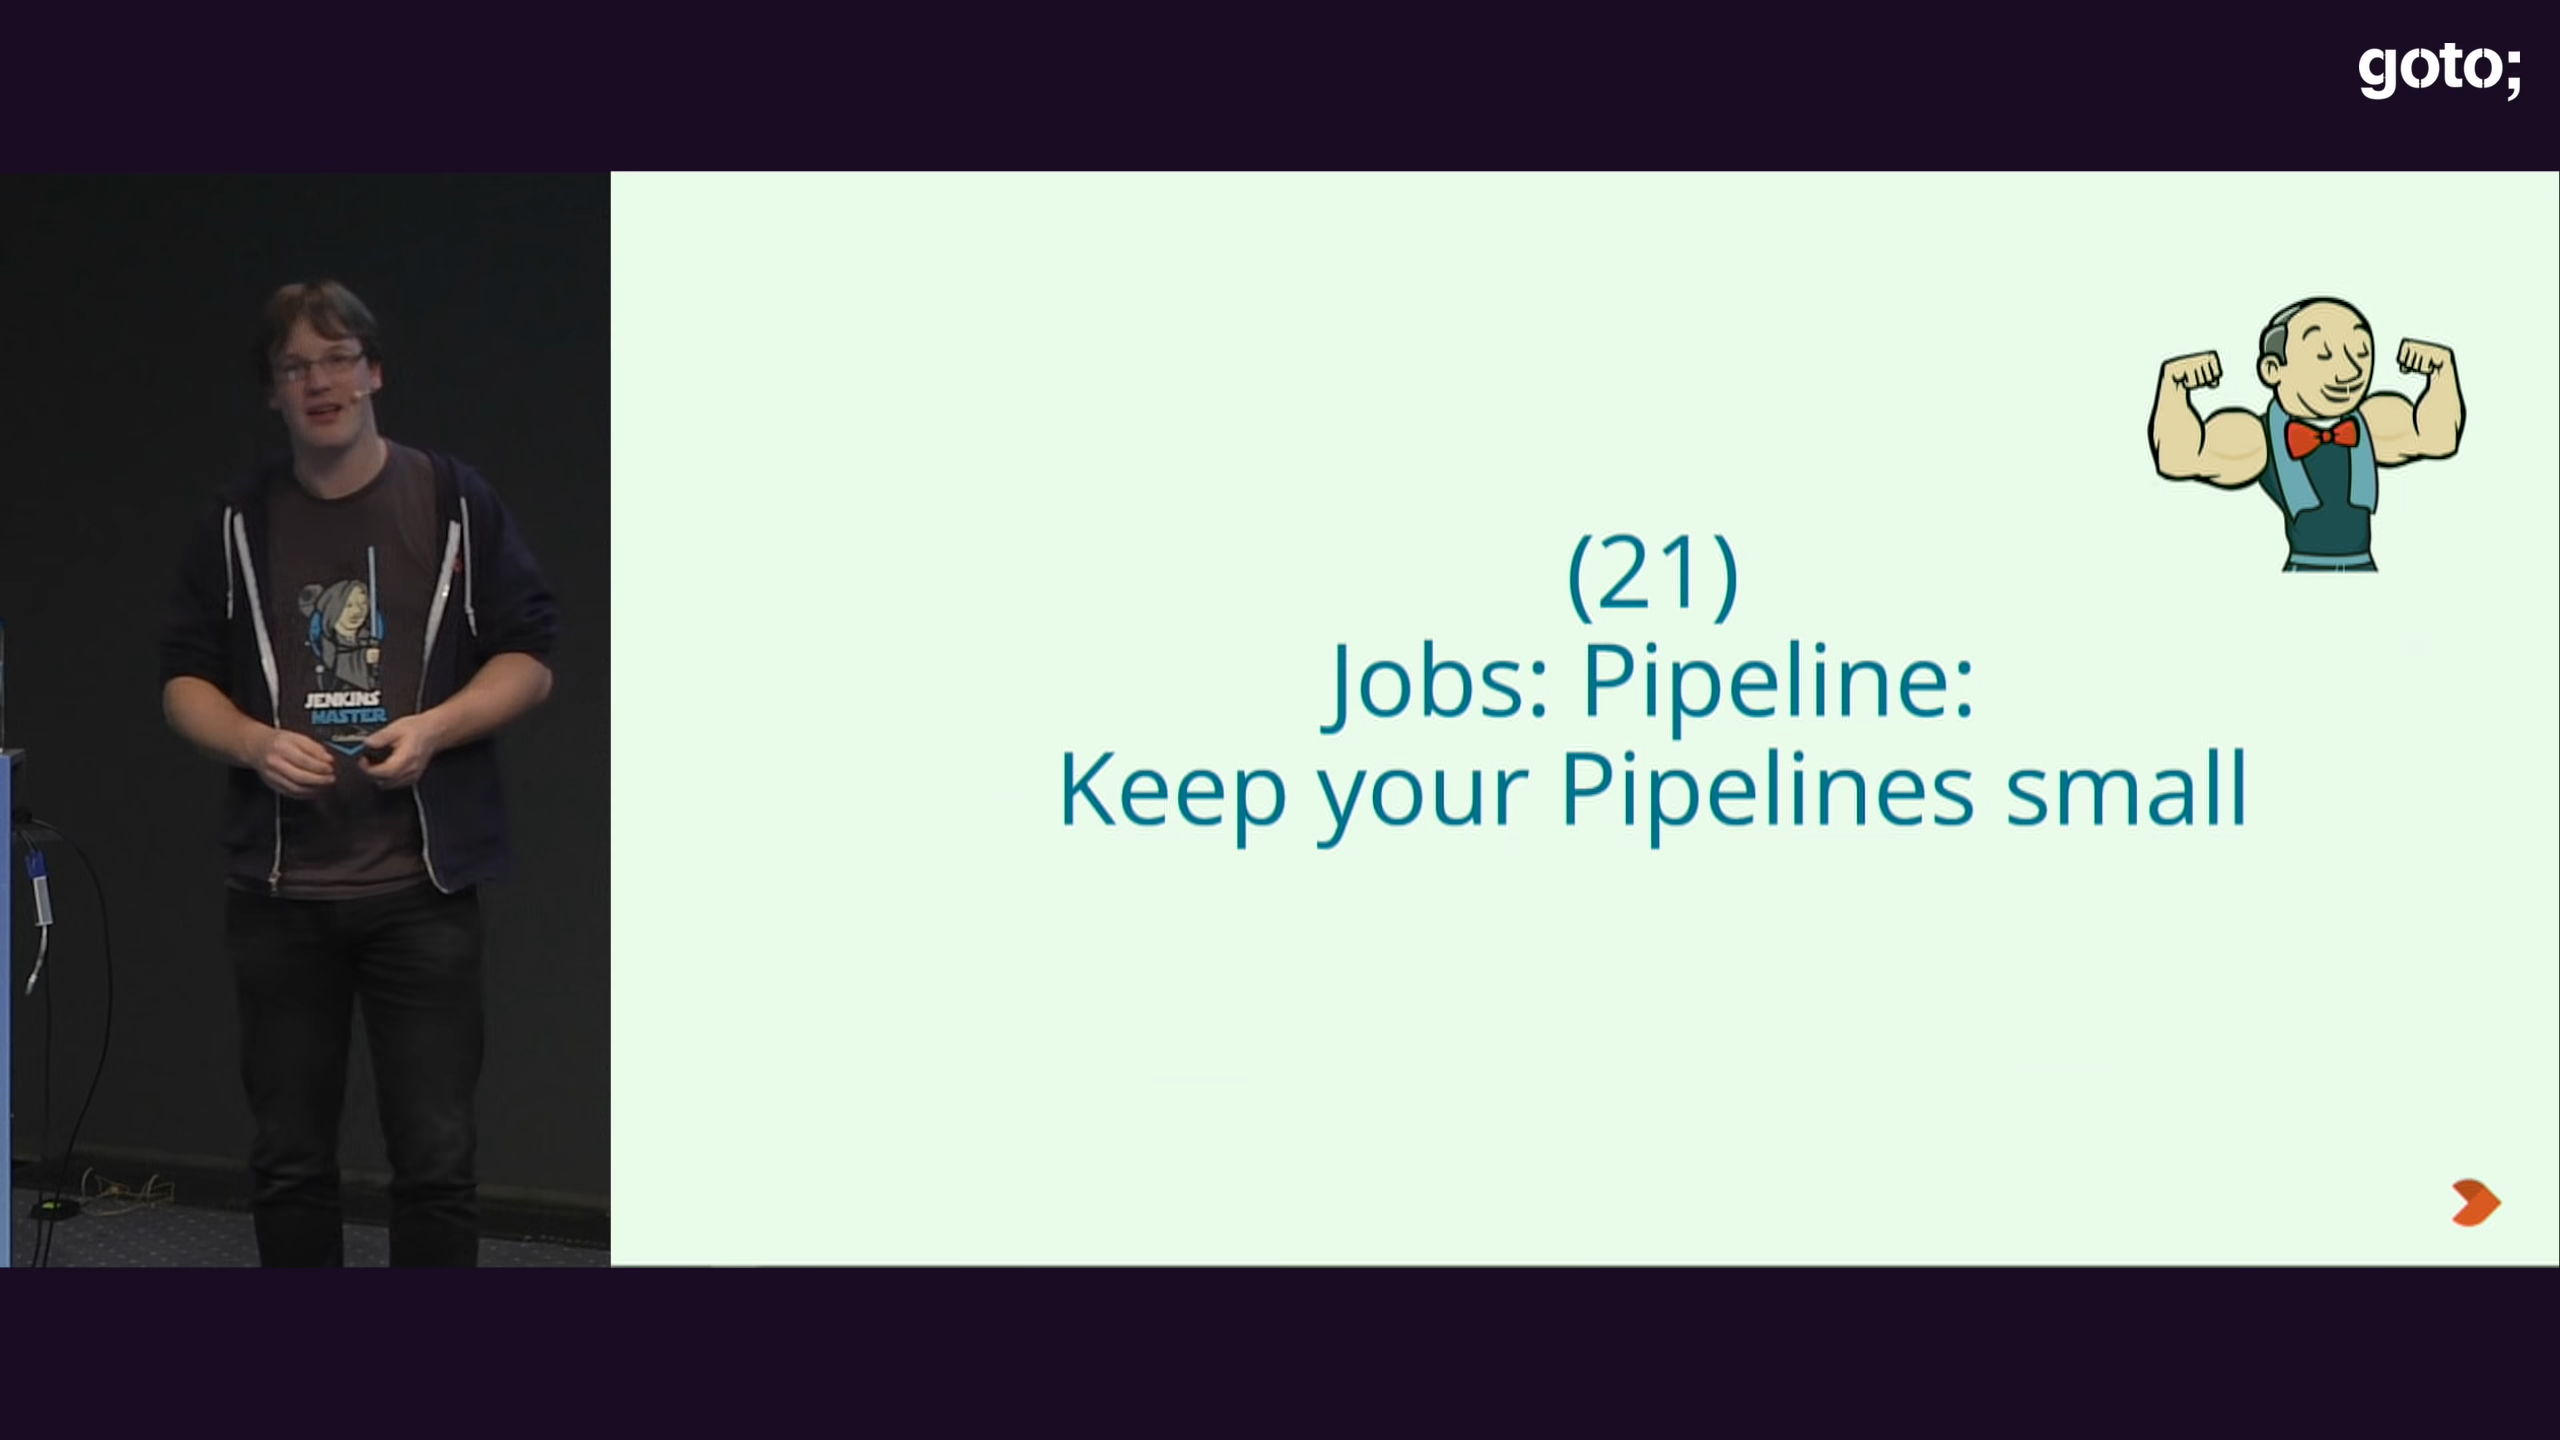 goto;
(21)
Jobs: Pipeline:
Keep your Pipelines small
JENKINS
MASTER